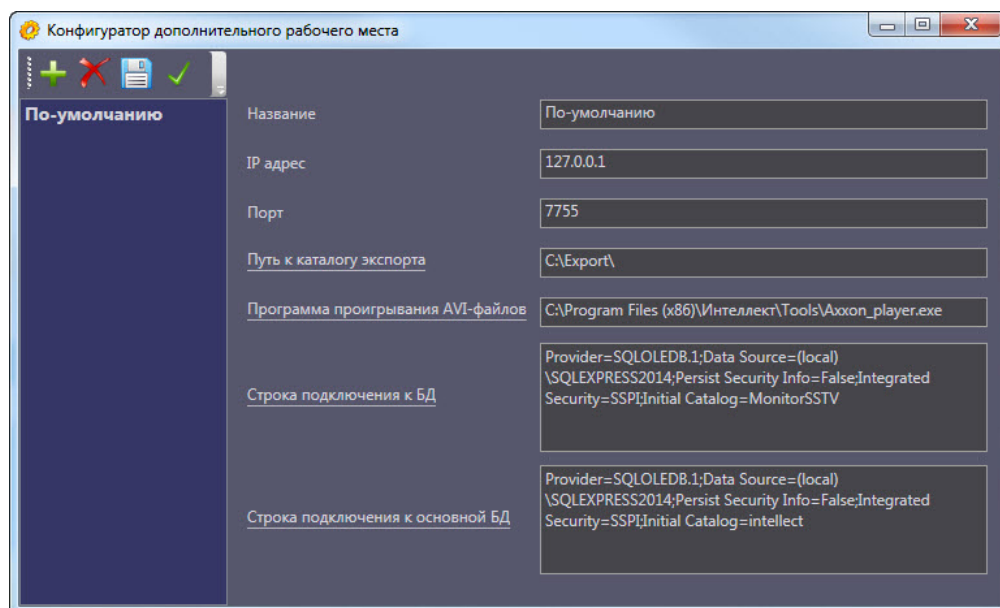 Конфигуратор дополнительного рабочего места
По-умолчанию
Название
По-умолчанию
IP адрес
127.0.0.1
Порт
7755
Путь к каталогу экспорта
C:\Export\
Программа проигрывания AVI-файлов
C:\Program Files (x86)\Интеллект\Tools\Axxon_player.exe
Строка подключения к БД
Provider=SQLOLEDB.1;Data Source=(local)
\SQLEXPRESS2014;Persist Security Info=False;Integrated
Security=SSPI;Initial Catalog=MonitorSSTV
Строка подключения к основной БД
Provider=SQLOLEDB.1;Data Source=(local)
\SQLEXPRESS2014;Persist Security Info=False;Integrated
Security=SSPI;Initial Catalog=intellect